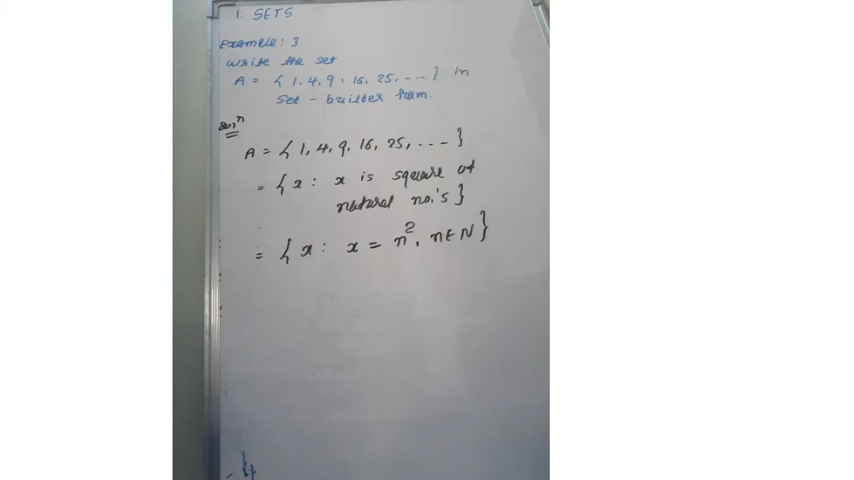 1. SETS
Example: 3
Write the set
A = { 1, 4, 9, 16, 25, .... } in
Set - builder form.
Solⁿ
A = { 1, 4, 9, 16, 25, .... }
= { x : x is square of
natural no.'s }
= { x : x = n², n∈N }